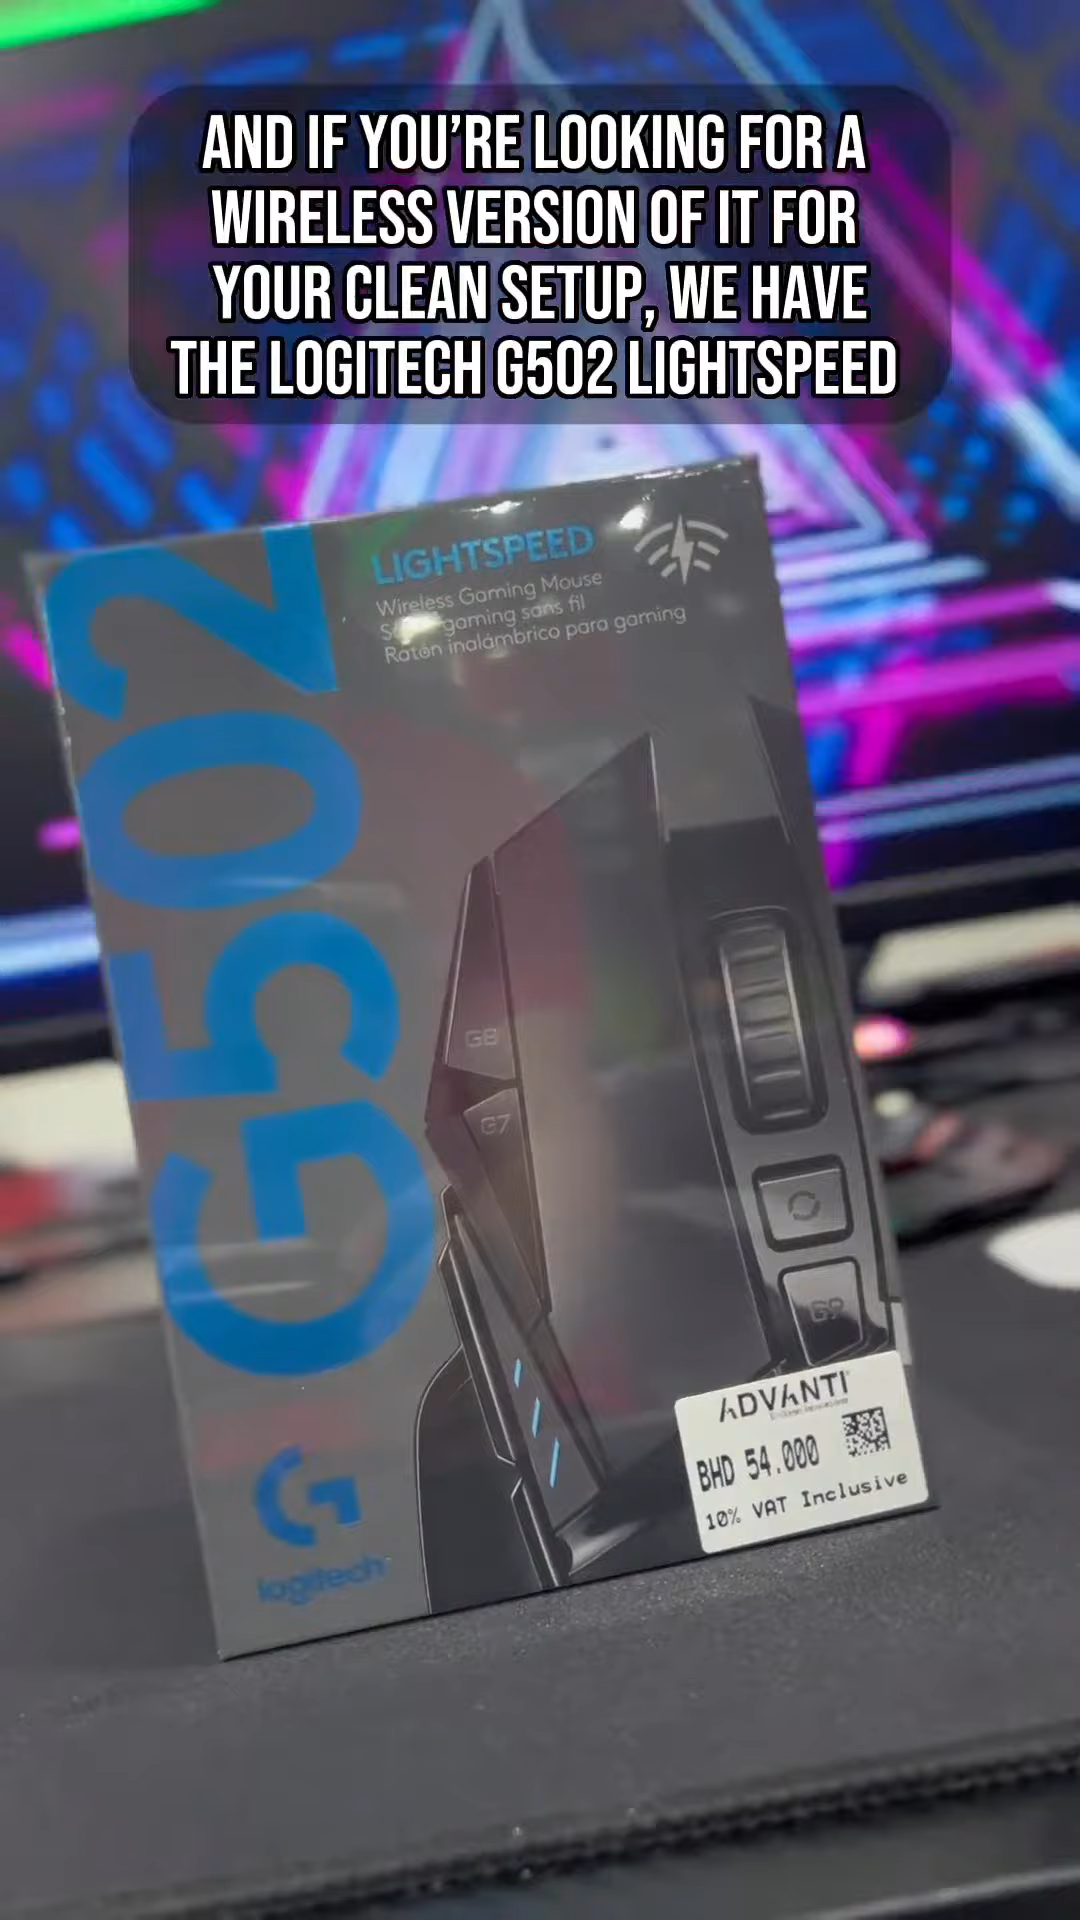 AND IF YOU’RE LOOKING FOR A
WIRELESS VERSION OF IT FOR
YOUR CLEAN SETUP, WE HAVE
THE LOGITECH G502 LIGHTSPEED
LIGHTSPEED
Wireless Gaming Mouse
gaming sans fil
Ratón inalámbrico para gaming
G502
G8
G7
G9
logitech
ADVANTI
BHD 54.000
10% VAT Inclusive